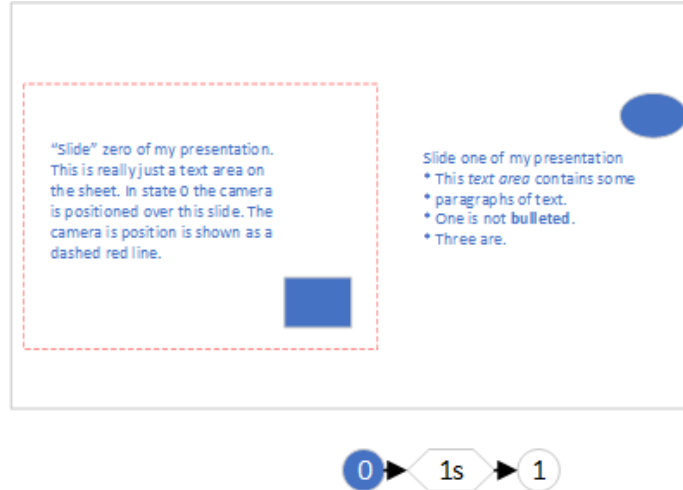 “Slide” zero of my presentation.
This is really just a text area on
the sheet. In state 0 the camera
is positioned over this slide. The
camera is position is shown as a
dashed red line.
Slide one of my presentation
* This text area contains some
* paragraphs of text.
* One is not bulleted.
* Three are.
0 1s 1